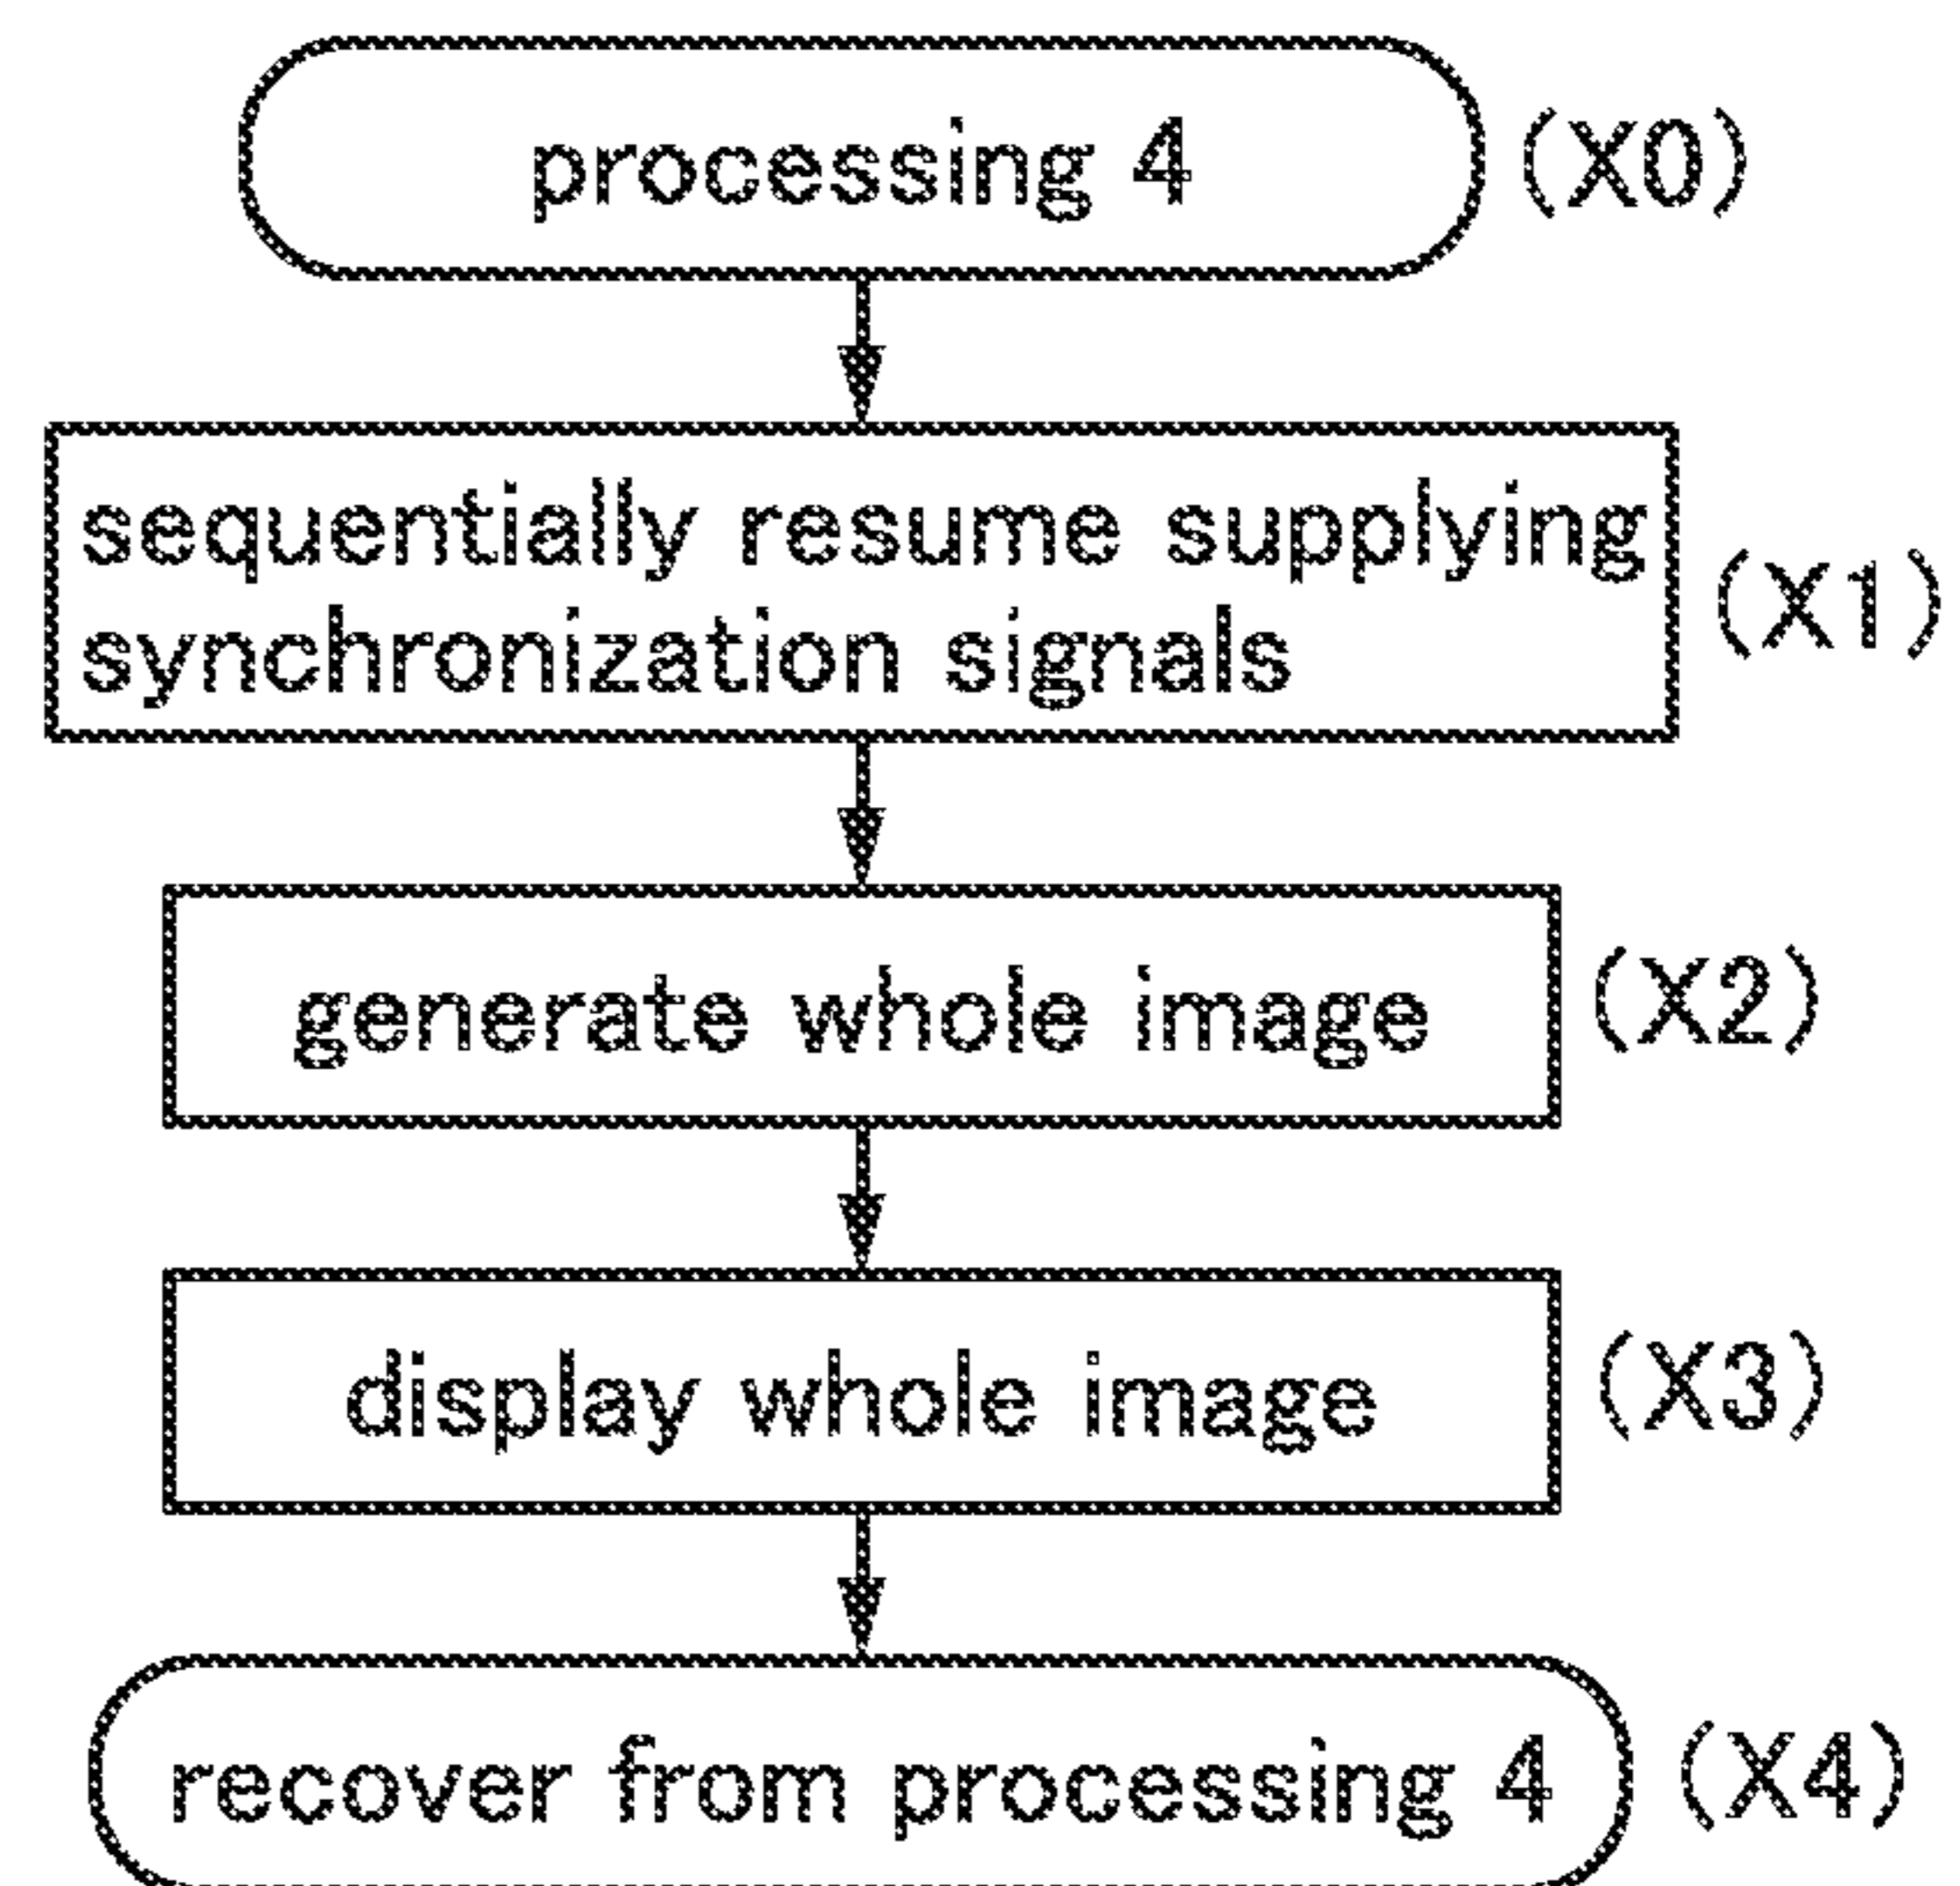 processing 4 (X0)
sequentially resume supplying
synchronization signals
(X1)
generate whole image (X2)
display whole image (X3)
recover from processing 4 (X4)